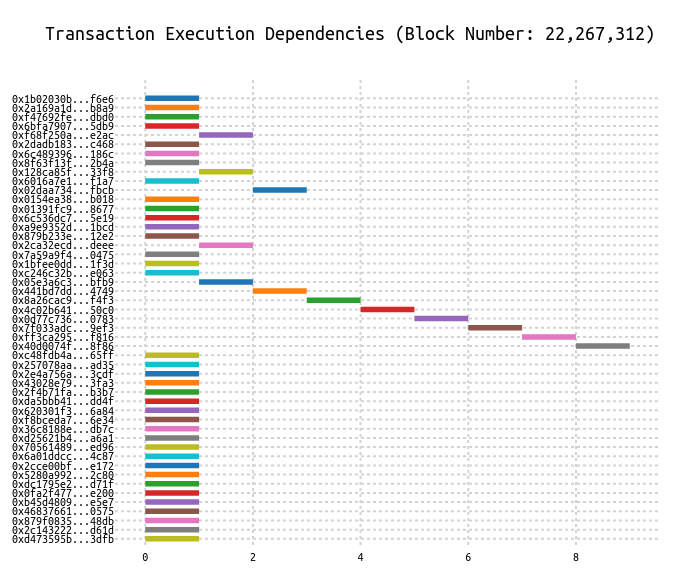 Transaction Execution Dependencies (Block Number: 22,267,312)
0x1b02030b...f6e6
0x2a169a1d...b8a9
0xf47692fe...dbd0
0x6bfa7907...5db9
0xf68f250a...e2ac
0x2dadb183...c468
0x6c489396...186c
0x8f63f13f...2b4a
0x128ca85f...33f8
0x6016a7e1...f1a7
0x02daa734...fbcb
0x0154ea38...b018
0x01391fc9...8677
0x6c536dc7...5e19
0xa9e9352d...1bcd
0x879b233e...12e2
0x2ca32ecd...deee
0x7a59a9f4...0475
0x1bfee0dd...1f3d
0xc246c32b...e063
0x05e3a6c3...bfb9
0x441bd7dd...4749
0x8a26cac9...f4f3
0x4c02b641...50c0
0x0d77c736...0783
0x7f033adc...9ef3
0xff3ca295...f816
0x40d0074f...8f86
0xc48fdb4a...65ff
0x257078aa...ad35
0x2e4a756a...3cdf
0x43028e79...3fa3
0x2f4b71fa...b3b7
0xda5bbb41...dd4f
0x620301f3...6a84
0xf8bceda7...6e34
0x36c8188e...db7c
0xd25621b4...a6a1
0x70561489...ed96
0x6a01ddcc...4c87
0x2cce00bf...e172
0x5280a992...2c80
0xdc1795e2...d71f
0x0fa2f477...e200
0xb45d4809...e5e7
0x46837661...0575
0x879f0835...48db
0x2c143222...d61d
0xd473595b...3dfb
0 2 4 6 8